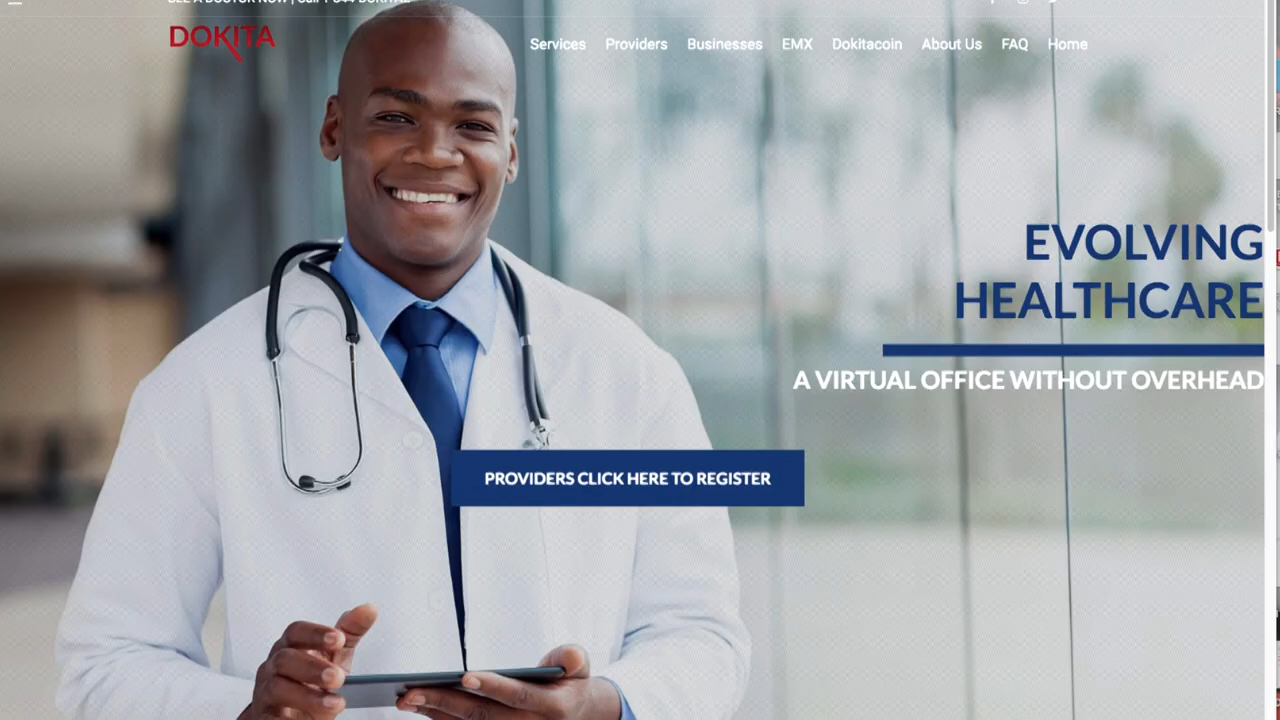 DOKITA
Services Providers Businesses EMX Dokitacoin About Us FAQ Home
EVOLVING
HEALTHCARE
A VIRTUAL OFFICE WITHOUT OVERHEAD
PROVIDERS CLICK HERE TO REGISTER